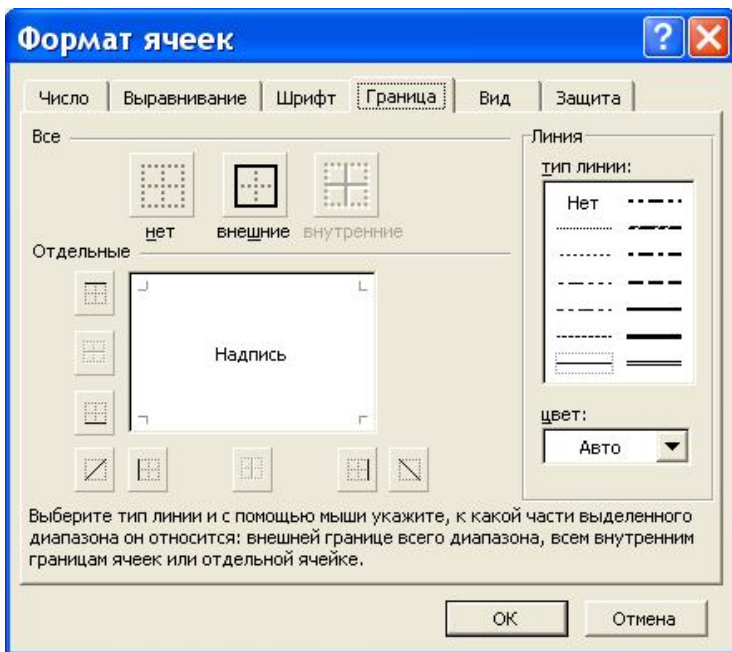 Формат ячеек
Число Выравнивание Шрифт Граница Вид Защита
Все
нет внешние внутренние
Отдельные
Надпись
Линия
тип линии:
Нет
цвет:
Авто
Выберите тип линии и с помощью мыши укажите, к какой части выделенного
диапазона он относится: внешней границе всего диапазона, всем внутренним
границам ячеек или отдельной ячейке.
ОК Отмена